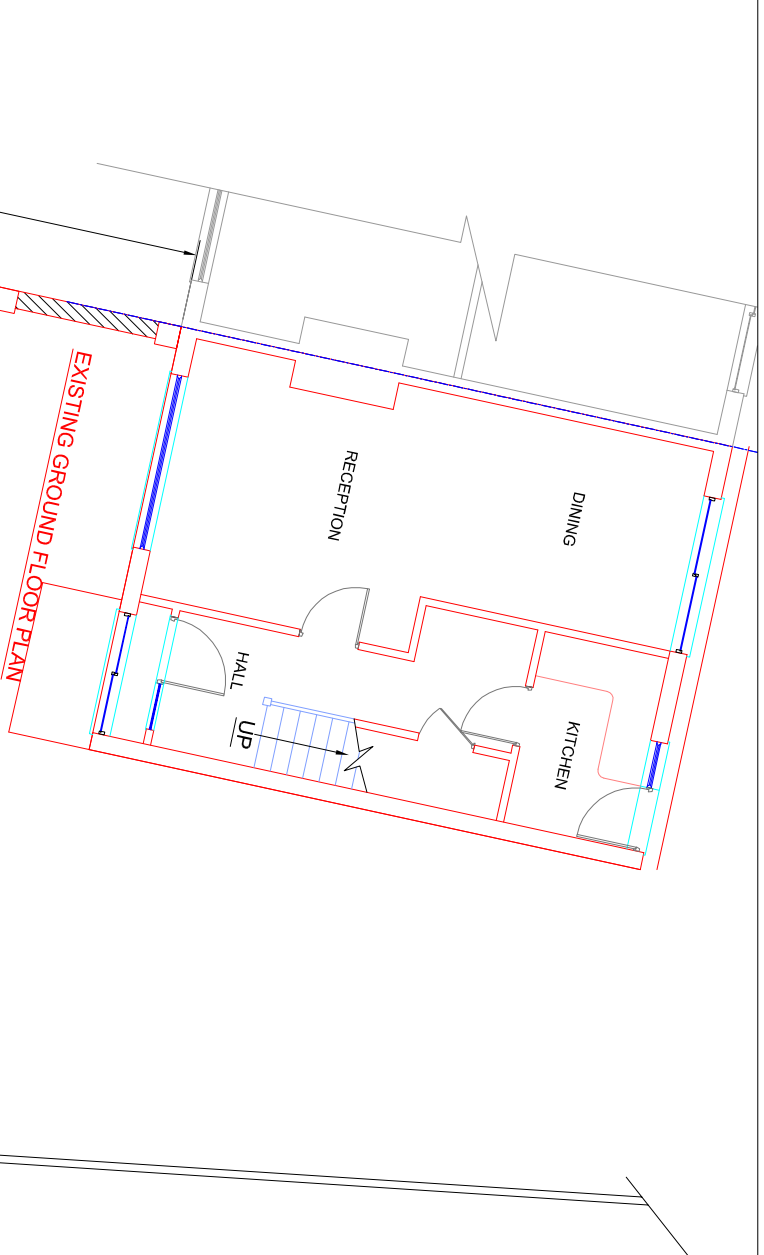 DINING
RECEPTION
KITCHEN
HALL
UP
EXISTING GROUND FLOOR PLAN